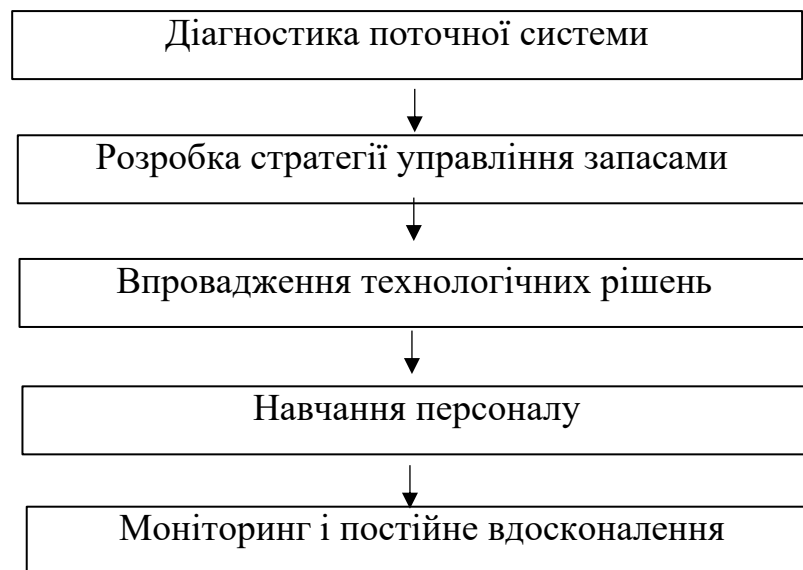 Діагностика поточної системи
Розробка стратегії управління запасами
Впровадження технологічних рішень
Навчання персоналу
Моніторинг і постійне вдосконалення